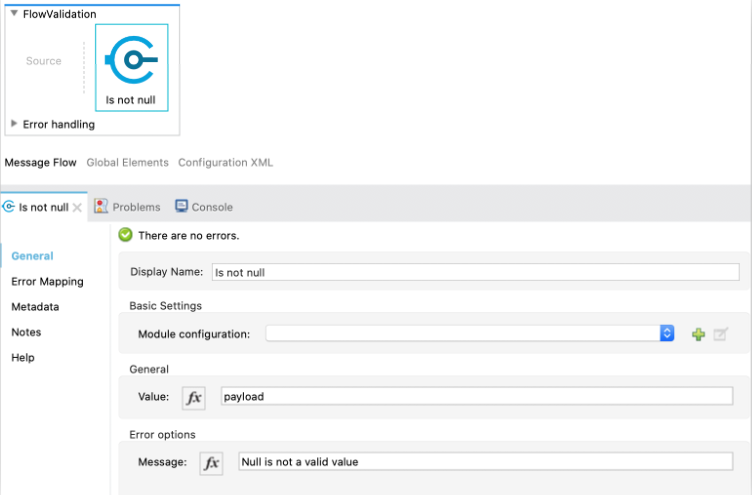 FlowValidation
Source
Is not null
Error handling
Message Flow Global Elements Configuration XML
Is not null Problems Console
There are no errors.
General
Error Mapping
Metadata
Notes
Help
Display Name: Is not null
Basic Settings
Module configuration:
General
Value: fx payload
Error options
Message: fx Null is not a valid value